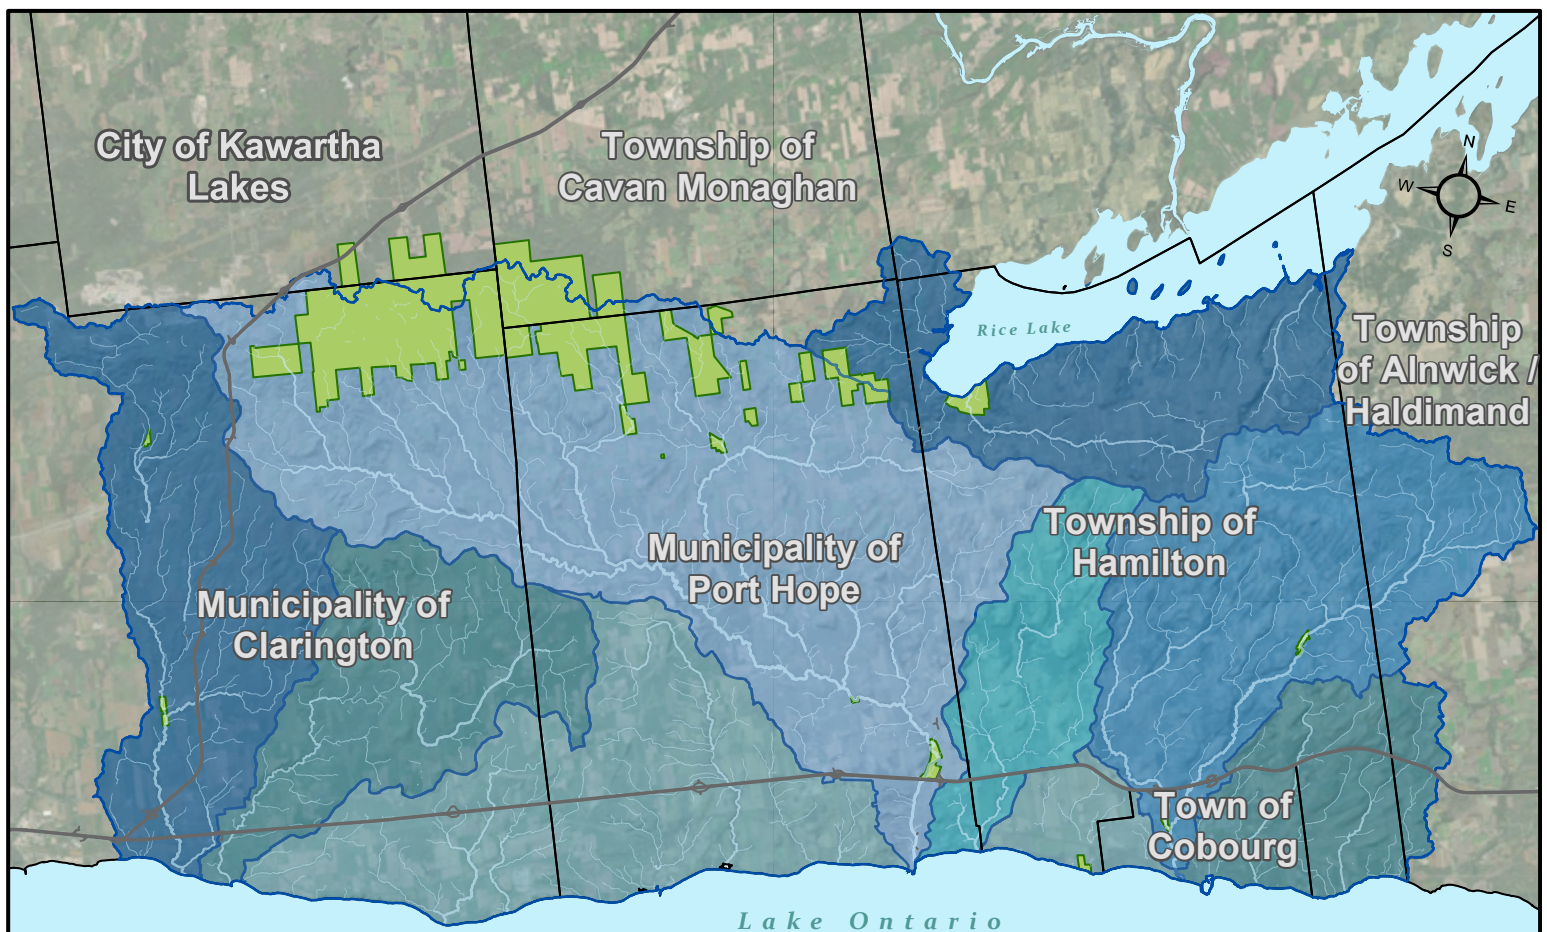 City of Kawartha
Lakes
Township of
Cavan Monaghan
N
W
E
S
Rice Lake
Township
of Alnwick /
Haldimand
Township of
Hamilton
Municipality of
Port Hope
Municipality of
Clarington
Town of
Cobourg
Lake Ontario